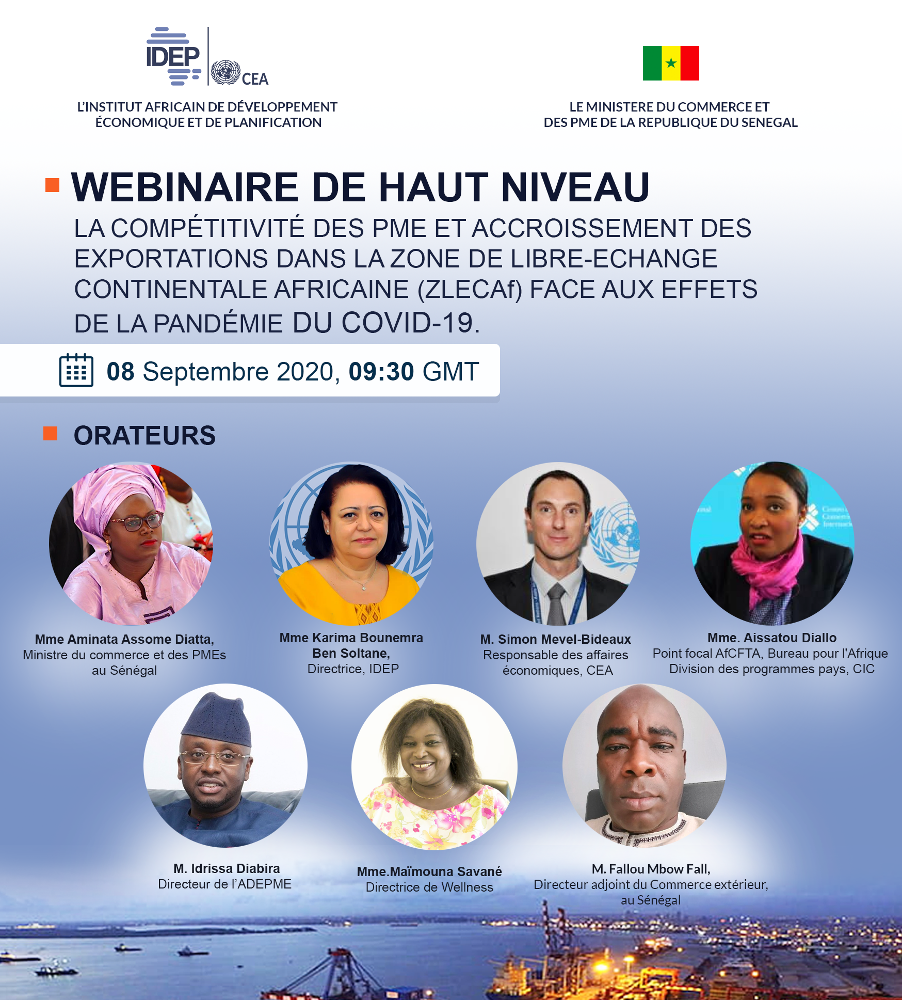 IDEP
CEA
L'INSTITUT AFRICAIN DE DÉVELOPPEMENT
ÉCONOMIQUE ET DE PLANIFICATION
LE MINISTERE DU COMMERCE ET
DES PME DE LA REPUBLIQUE DU SENEGAL
WEBINAIRE DE HAUT NIVEAU
LA COMPÉTITIVITÉ DES PME ET ACCROISSEMENT DES
EXPORTATIONS DANS LA ZONE DE LIBRE-ECHANGE
CONTINENTALE AFRICAINE (ZLECAf) FACE AUX EFFETS
DE LA PANDÉMIE DU COVID-19.
08 Septembre 2020, 09:30 GMT
ORATEURS
Mme Aminata Assome Diatta,
Ministre du commerce et des PMEs
au Sénégal
Mme Karima Bounemra
Ben Soltane,
Directrice, IDEP
M. Simon Mevel-Bideaux
Responsable des affaires
économiques, CEA
Mme. Aissatou Diallo
Point focal AfCFTA, Bureau pour l'Afrique
Division des programmes pays, CIC
M. Idrissa Diabira
Directeur de l'ADEPME
Mme.Maïmouna Savané
Directrice de Wellness
M. Fallou Mbow Fall,
Directeur adjoint du Commerce extérieur,
au Sénégal